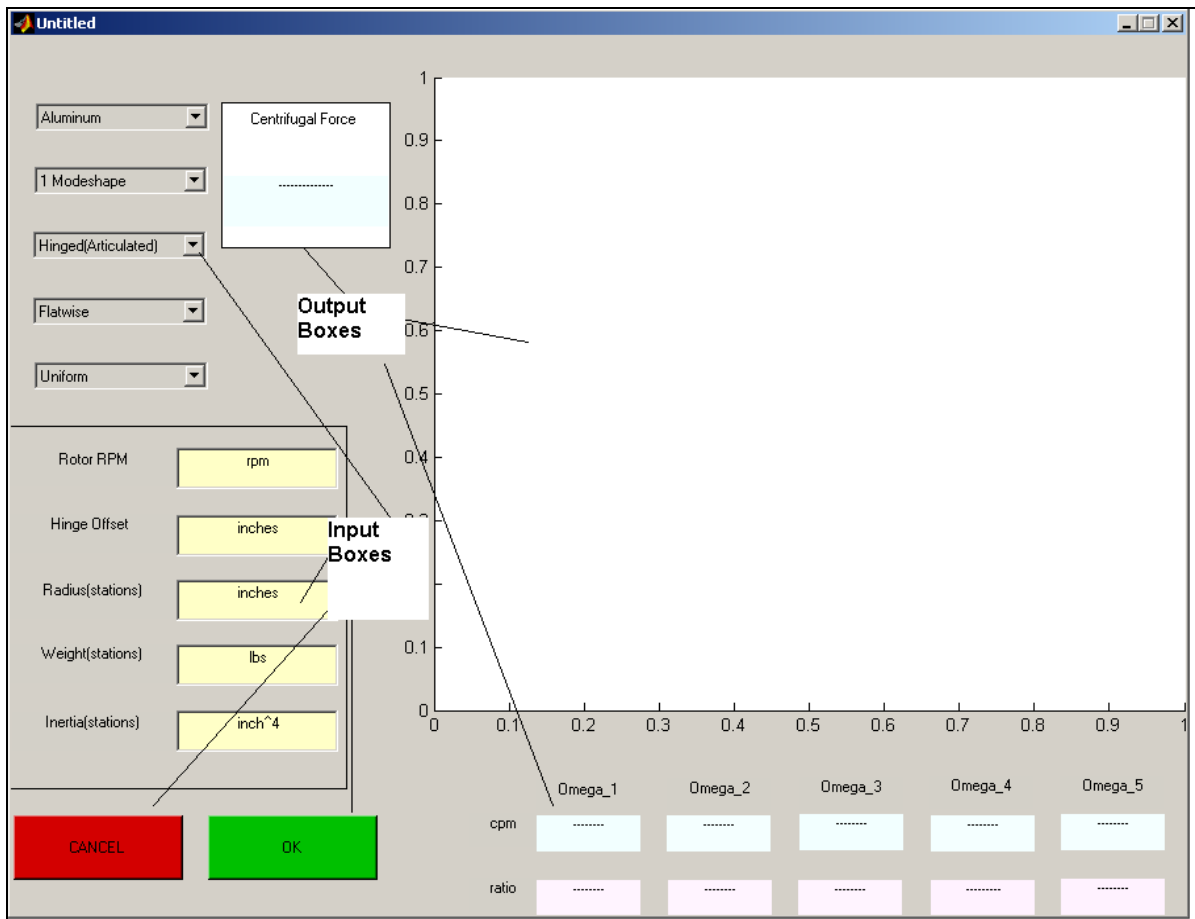 Untitled
Aluminum
1 Modeshape
Hinged(Articulated)
Flatwise
Uniform
Centrifugal Force
-------------
Output
Boxes
1
0.9
0.8
0.7
0.6
0.5
0.4
0.1
0
0
0.1
0.2
0.3
0.4
0.5
0.6
0.7
0.8
0.9
1
Rotor RPM
rpm
Hinge Offset
inches
Radius(stations)
inches
Weight(stations)
lbs
Inertia(stations)
inch^4
Input
Boxes
CANCEL
OK
Omega_1 Omega_2 Omega_3 Omega_4 Omega_5
cpm -------- -------- -------- -------- --------
ratio -------- -------- -------- --------- --------